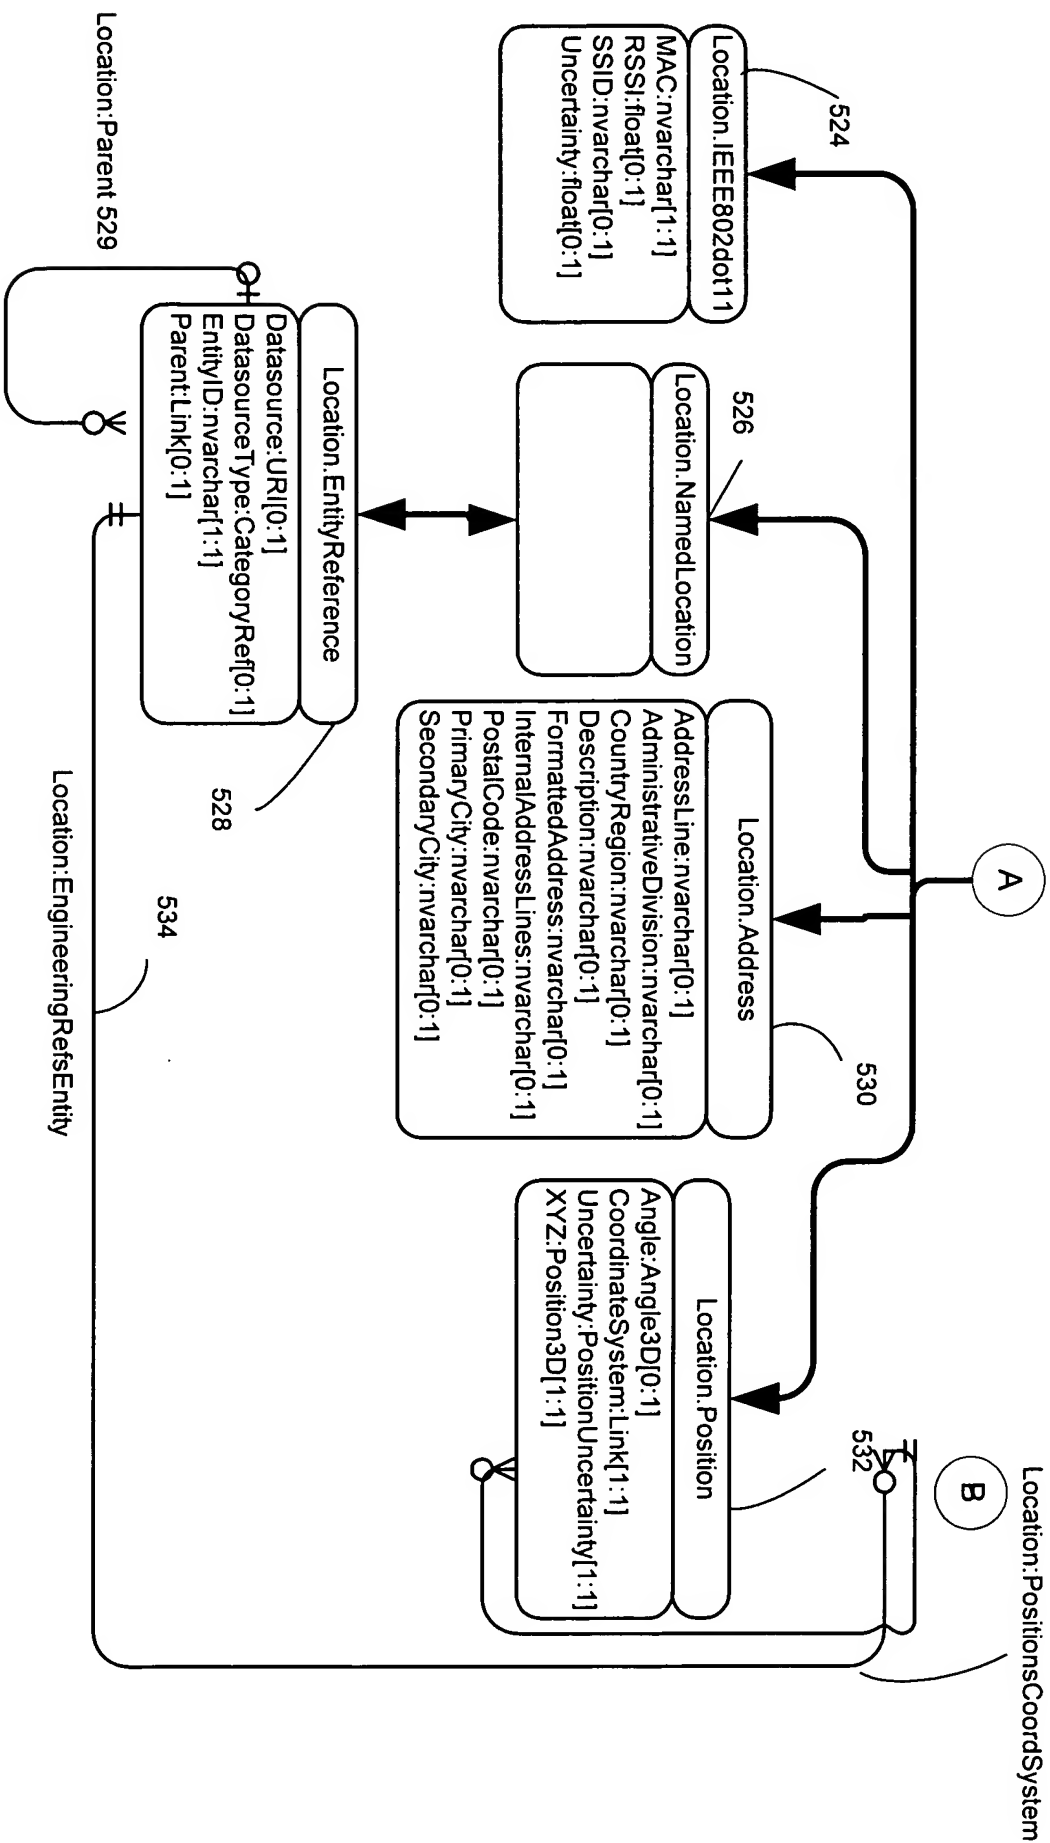 Location:PositionsCoordSystem
A
B
524
Location.IEEE802dot11
MAC:nvarchar[1:1]
RSSI:float[0:1]
SSID:nvarchar[0:1]
Uncertainty:float[0:1]
526
Location.NamedLocation
530
Location.Address
AddressLine:nvarchar[0:1]
AdministrativeDivision:nvarchar[0:1]
CountryRegion:nvarchar[0:1]
Description:nvarchar[0:1]
FormattedAddress:nvarchar[0:1]
InternalAddressLines:nvarchar[0:1]
PostalCode:nvarchar[0:1]
PrimaryCity:nvarchar[0:1]
SecondaryCity:nvarchar[0:1]
532
Location.Position
Angle:Angle3D[0:1]
CoordinateSystem:Link[1:1]
Uncertainty:PositionUncertainty[1:1]
XYZ:Position3D[1:1]
Location.EntityReference
Datasource:URI[0:1]
DatasourceType:CategoryRef[0:1]
EntityID:nvarchar[1:1]
Parent:Link[0:1]
528
Location:Parent 529
534
Location:EngineeringRefsEntity